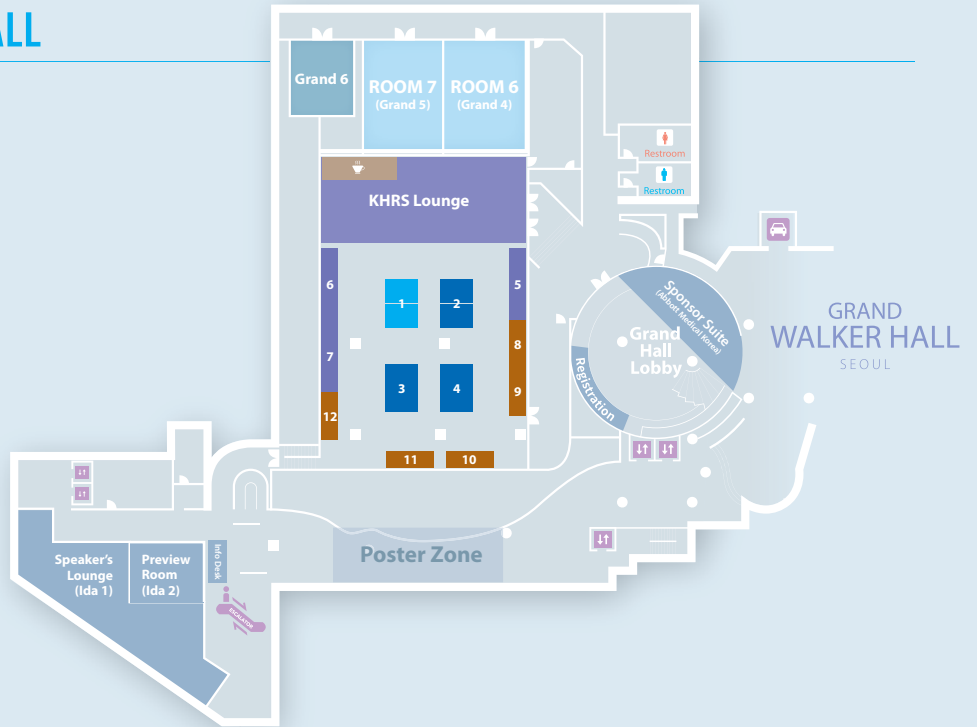 ALL
Grand 6
ROOM 7
(Grand 5)
ROOM 6
(Grand 4)
Restroom
Restroom
KHRS Lounge
6
1
2
5
Sponsor Suite
(Abbott Medical Korea)
GRAND
WALKER HALL
SEOUL
Grand
Hall
Lobby
7
8
3
4
9
Registration
12
11
10
Poster Zone
Speaker's
Lounge
(Ida 1)
Preview
Room
(Ida 2)
Info Desk
ESCALATOR